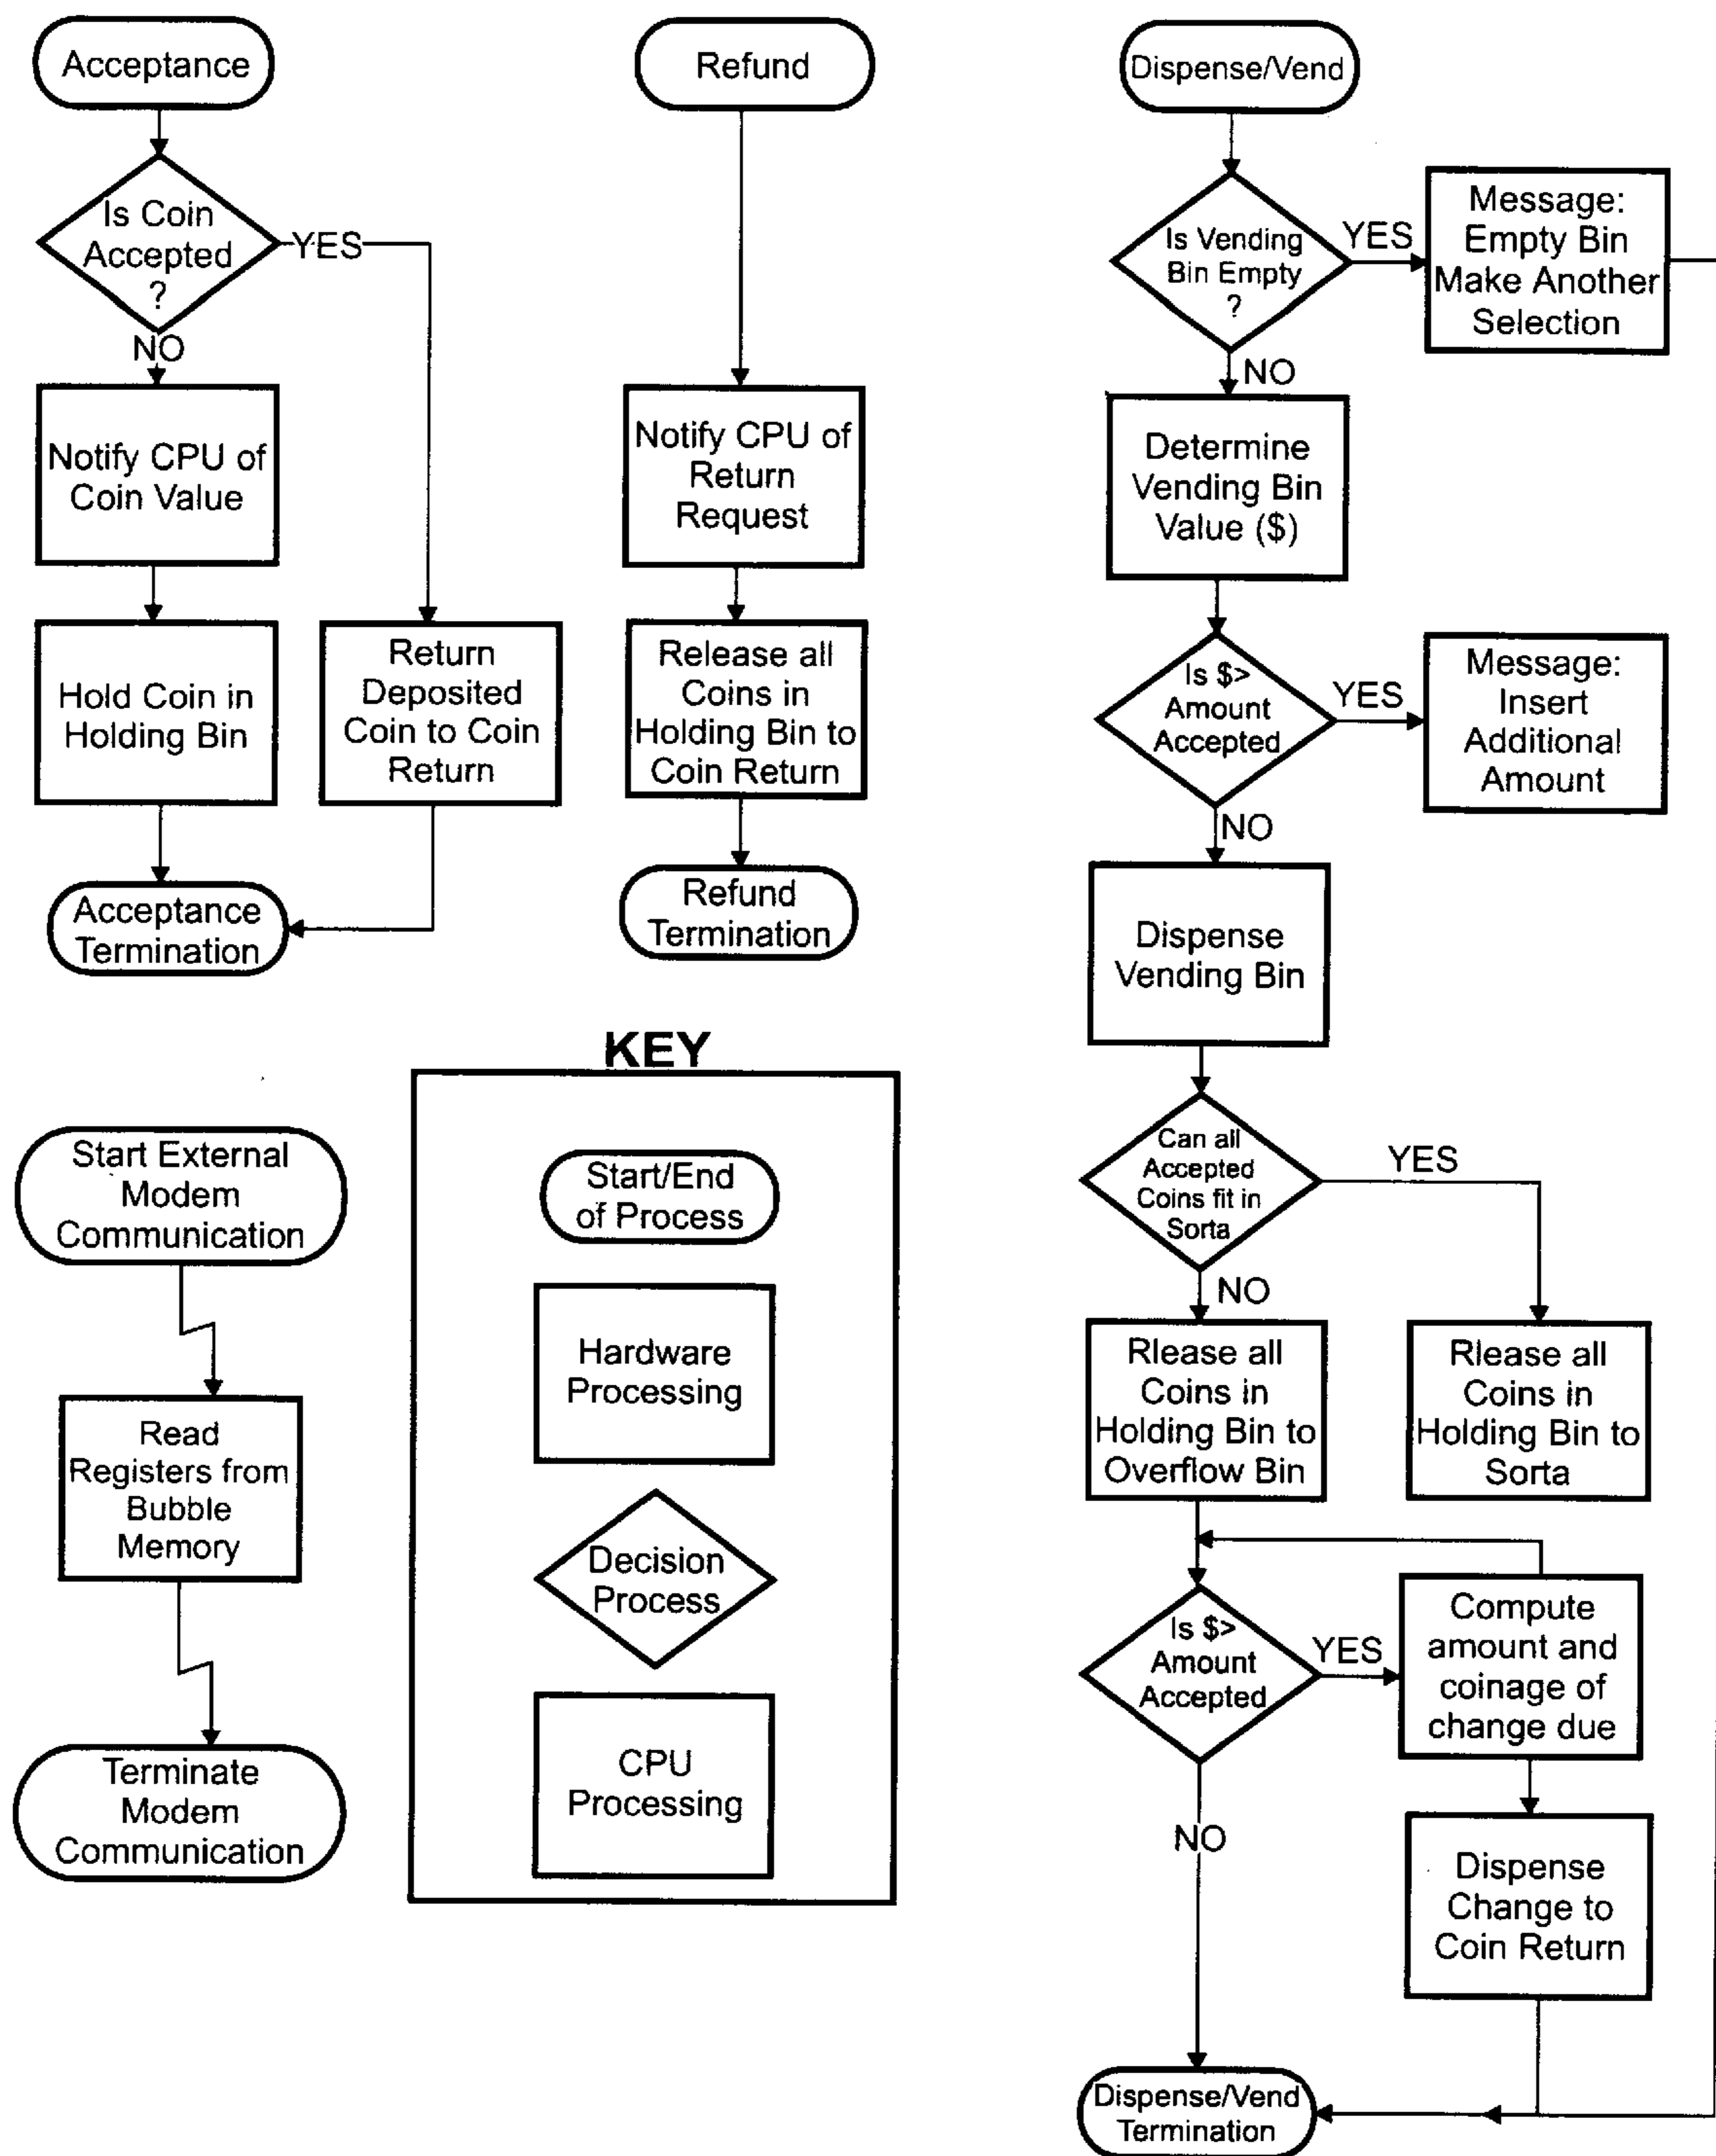 Acceptance
Is Coin
Accepted
?
YES
NO
Notify CPU of
Coin Value
Hold Coin in
Holding Bin
Return
Deposited
Coin to Coin
Return
Acceptance
Termination
Refund
Notify CPU of
Return
Request
Release all
Coins in
Holding Bin to
Coin Return
Refund
Termination
Start External
Modem
Communication
Read
Registers from
Bubble
Memory
Terminate
Modem
Communication
KEY
Start/End
of Process
Hardware
Processing
Decision
Process
CPU
Processing
Dispense/Vend
Is Vending
Bin Empty
?
YES
Message:
Empty Bin
Make Another
Selection
NO
Determine
Vending Bin
Value ($)
Is $>
Amount
Accepted
YES
Message:
Insert
Additional
Amount
NO
Dispense
Vending Bin
Can all
Accepted
Coins fit in
Sorta
YES
NO
Rlease all
Coins in
Holding Bin to
Overflow Bin
Rlease all
Coins in
Holding Bin to
Sorta
Is $>
Amount
Accepted
YES
Compute
amount and
coinage of
change due
NO
Dispense
Change to
Coin Return
Dispense/Vend
Termination